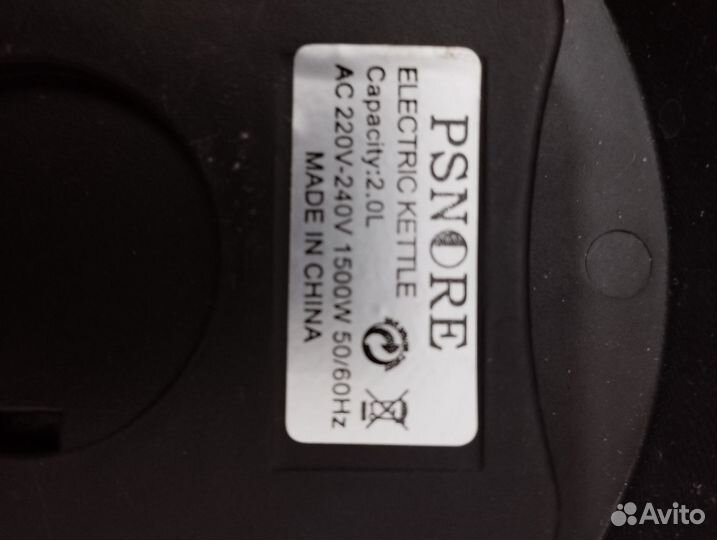 PSNORE
ELECTRIC KETTLE
Capacity:2.0L
AC 220V-240V 1500W 50/60Hz
MADE IN CHINA
Avito